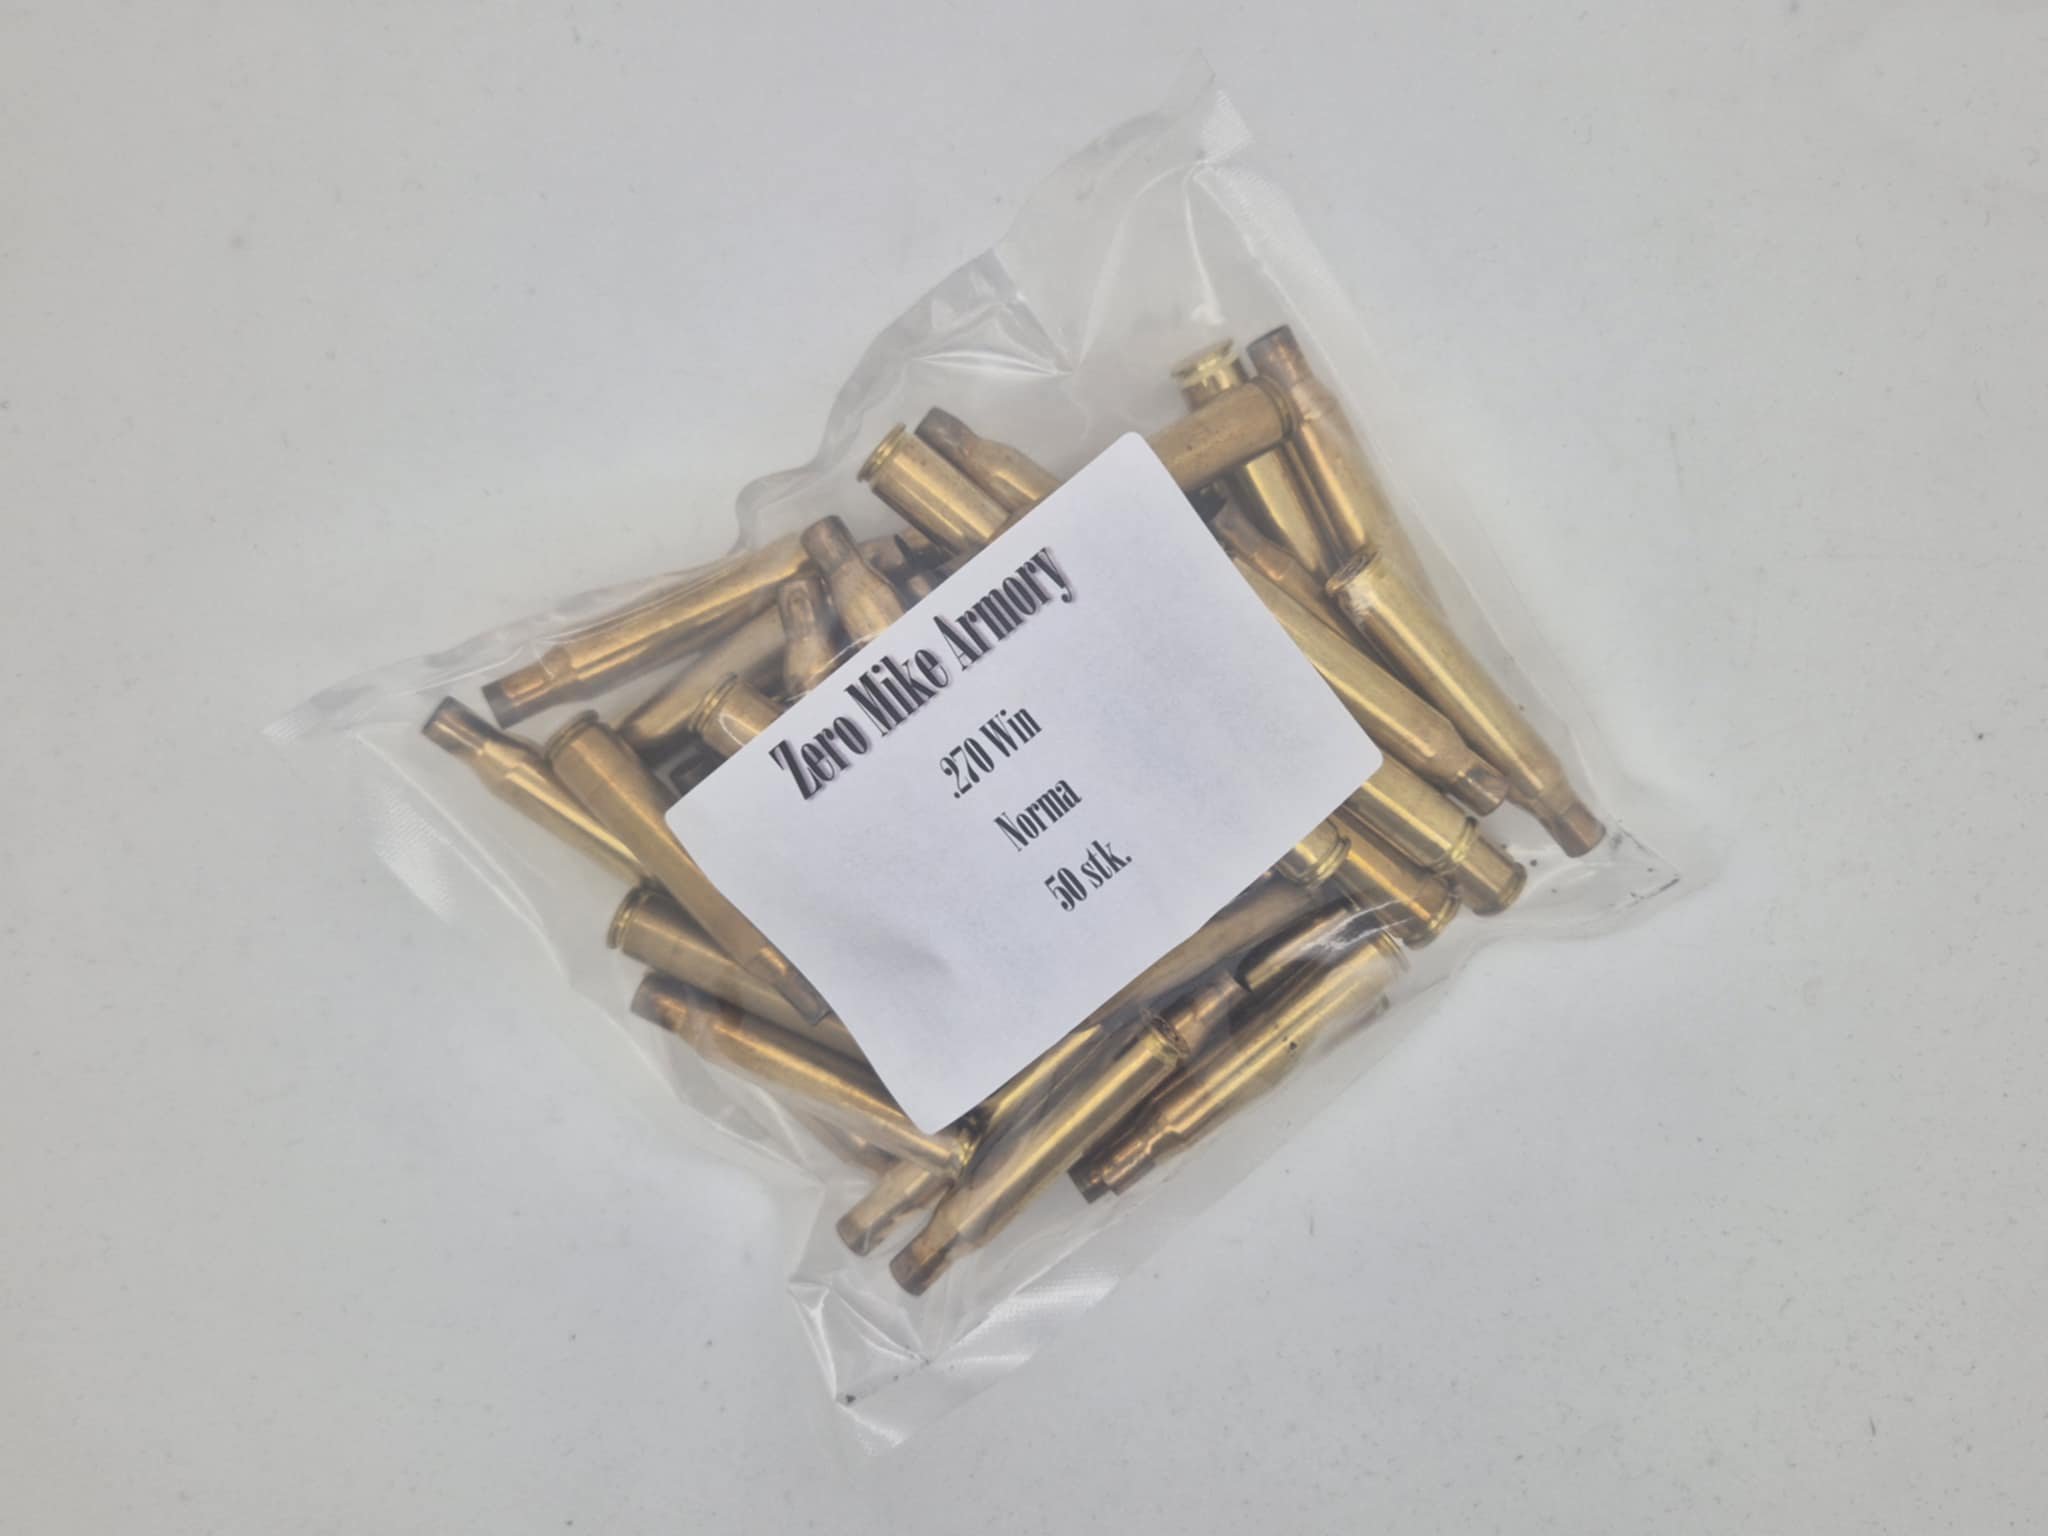 Zero Mike Armory
.270 Win
Norma
50 stk.